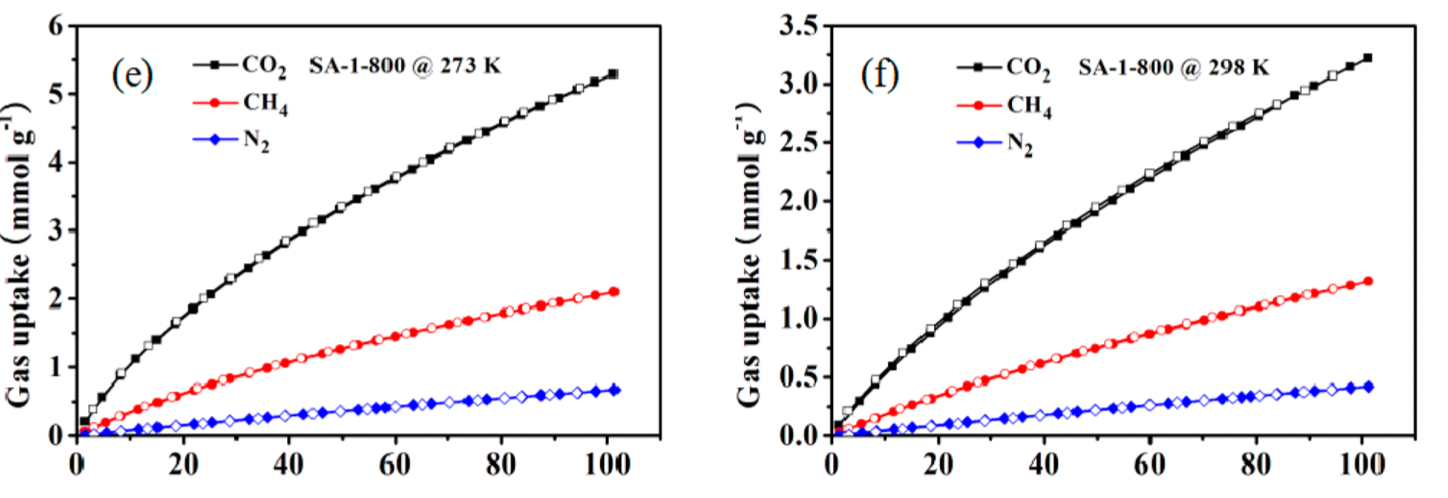 (e) CO2 SA-1-800 @ 273 K
CH4
N2
Gas uptake (mmol g-1)
6
5
4
3
2
1
0
0 20 40 60 80 100
(f) CO2 SA-1-800 @ 298 K
CH4
N2
Gas uptake (mmol g-1)
3.5
3.0
2.5
2.0
1.5
1.0
0.5
0.0
0 20 40 60 80 100